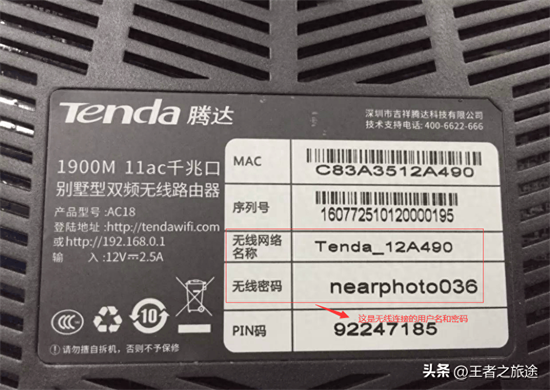 Tenda 腾达
深圳市吉祥腾达科技有限公司
技术支持电话: 400-6622-666
1900M 11ac千兆口
别墅型双频无线路由器
产品型号:AC18
登陆地址:http://tendawifi.com
或http://192.168.0.1
输 入:12V⎓2.5A
MAC
C83A3512A490
序列号
160772510120000195
无线网络
名称
Tenda_12A490
无线密码
nearphoto036
这是无线连接的用户名和密码
PIN码
92247185
10
!请勿擅自拆机,否则不予保修。
头条@王者之旅途